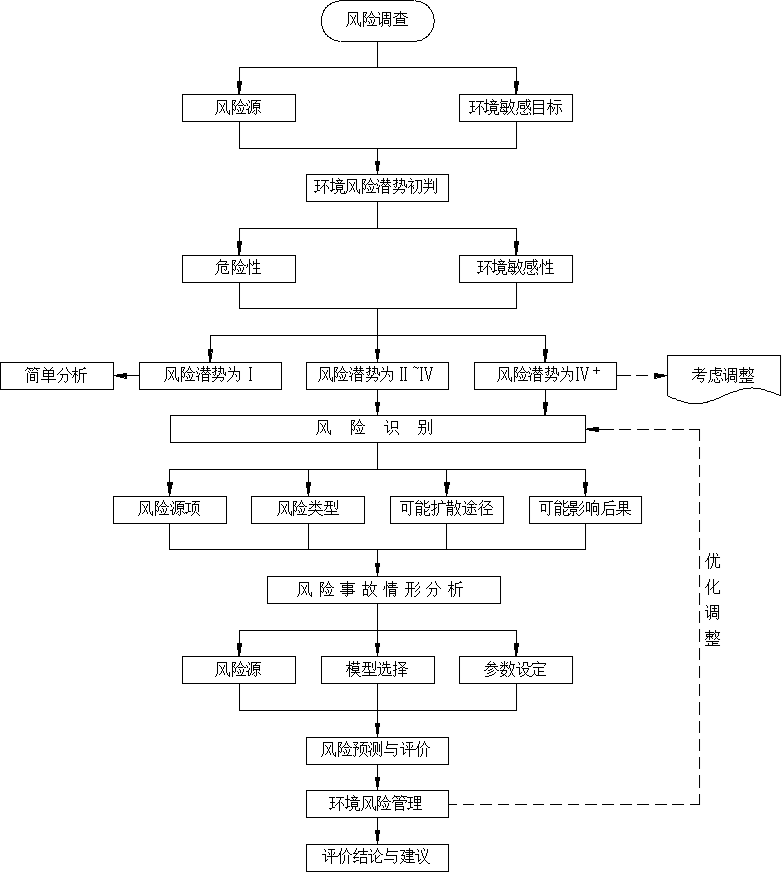 风险调查
风险源
环境敏感目标
环境风险潜势初判
危险性
环境敏感性
简单分析
风险潜势为Ⅰ
风险潜势为Ⅱ~Ⅳ
风险潜势为Ⅳ+
考虑调整
风险识别
风险源项
风险类型
可能扩散途径
可能影响后果
风险事故情形分析
优化调整
风险源
模型选择
参数设定
风险预测与评价
环境风险管理
评价结论与建议